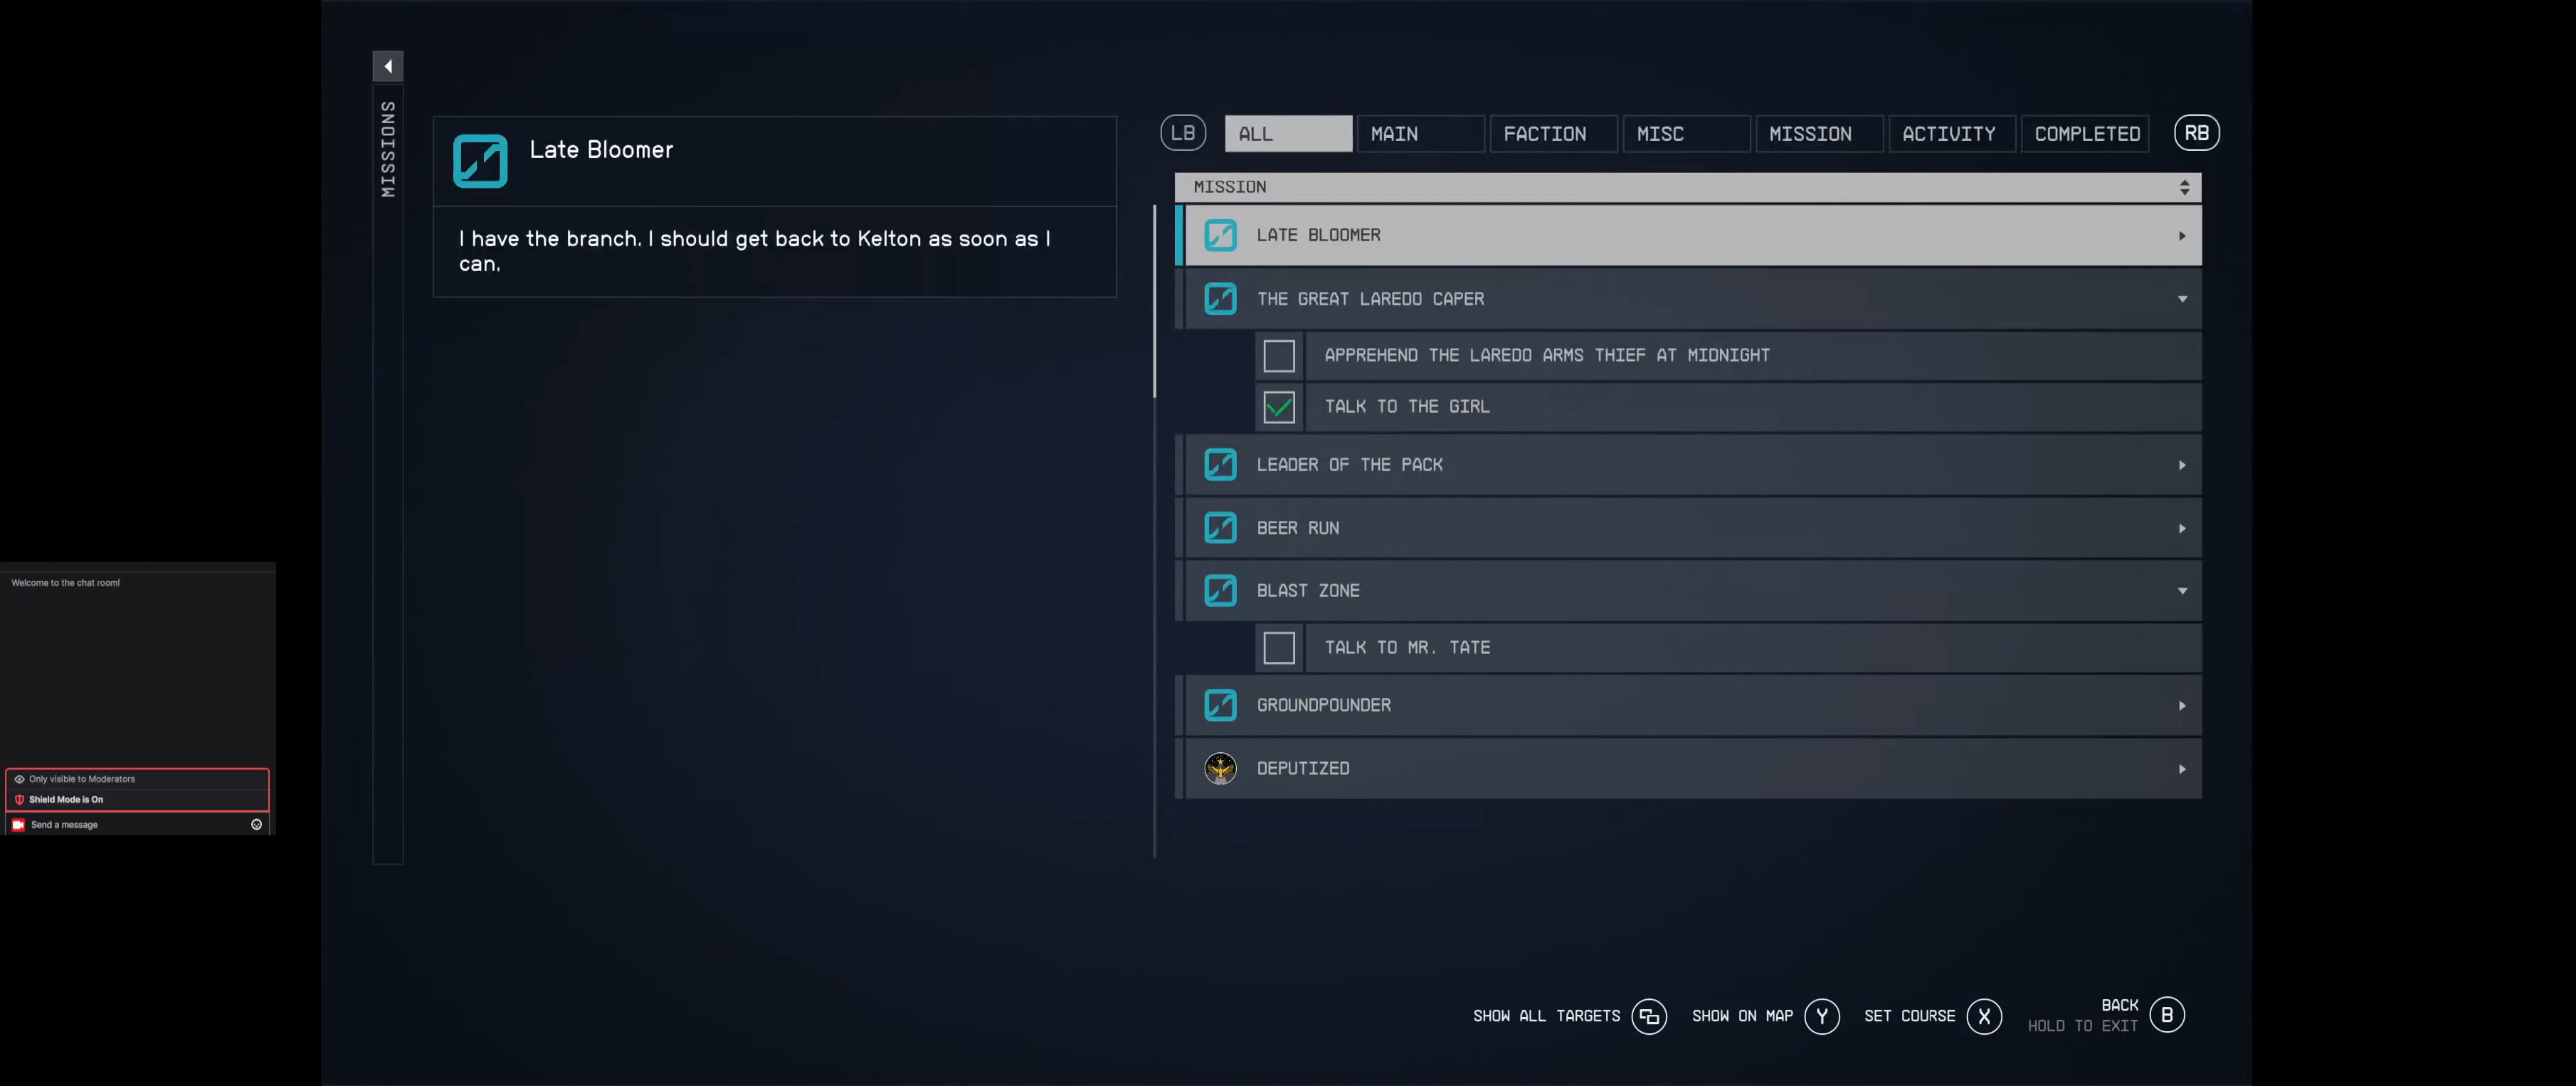 MISSIONS
Late Bloomer
I have the branch. I should get back to Kelton as soon as I
can.
LB
ALL
MAIN
FACTION
MISC
MISSION
ACTIVITY
COMPLETED
RB
MISSION
LATE BLOOMER
THE GREAT LAREDO CAPER
APPREHEND THE LAREDO ARMS THIEF AT MIDNIGHT
TALK TO THE GIRL
LEADER OF THE PACK
BEER RUN
BLAST ZONE
TALK TO MR. TATE
GROUNDPOUNDER
DEPUTIZED
Welcome to the chat room!
Only visible to Moderators
Shield Mode is On
Send a message
SHOW ALL TARGETS
SHOW ON MAP Y
SET COURSE X
BACK B
HOLD TO EXIT